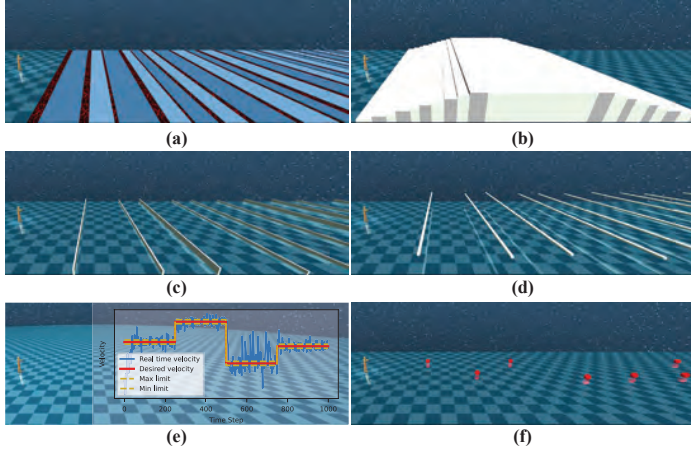 (a)
(b)
(c)
(d)
Velocity
Real time velocity
Desired velocity
Max limit
Min limit
0
200
400
600
800
1000
Time Step
(e)
(f)